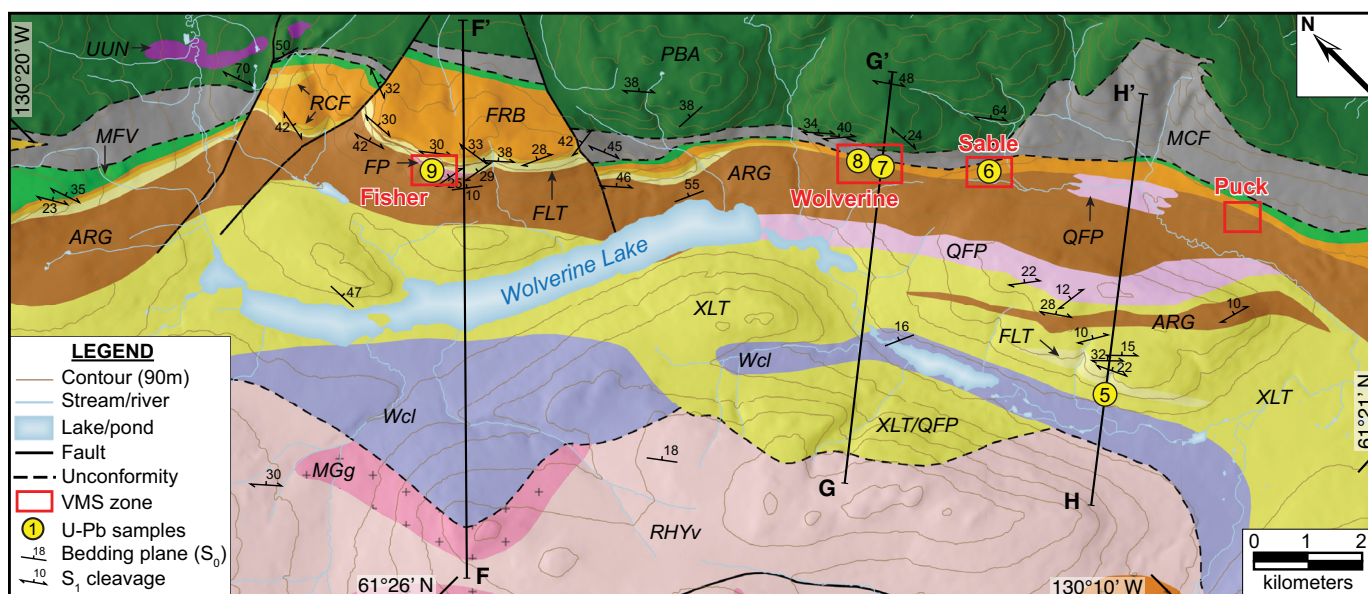 F'
N
UUN
50
PBA
130°20' W
70
G'
48
38
H'
32
RCF
FRB
38
64
MCF
MFV
42
30
34
40
24
Sable
42
30
33
38
28
42
45
8
7
6
FP
9
29
ARG
Wolverine
Puck
35
25
10
46
55
23
Fisher
FLT
QFP
ARG
Wolverine Lake
QFP
22
12
47
XLT
28
ARG
10
LEGEND
Contour (90m)
Stream/river
Lake/pond
Fault
Unconformity
VMS zone
1 U-Pb samples
18 Bedding plane (S0)
10 S1 cleavage
16
10
FLT
15
Wcl
32
22
5
XLT
61°21' N
Wcl
XLT/QFP
18
MGg
30
G
H
RHYv
0 1 2
kilometers
61°26' N
F
130°10' W